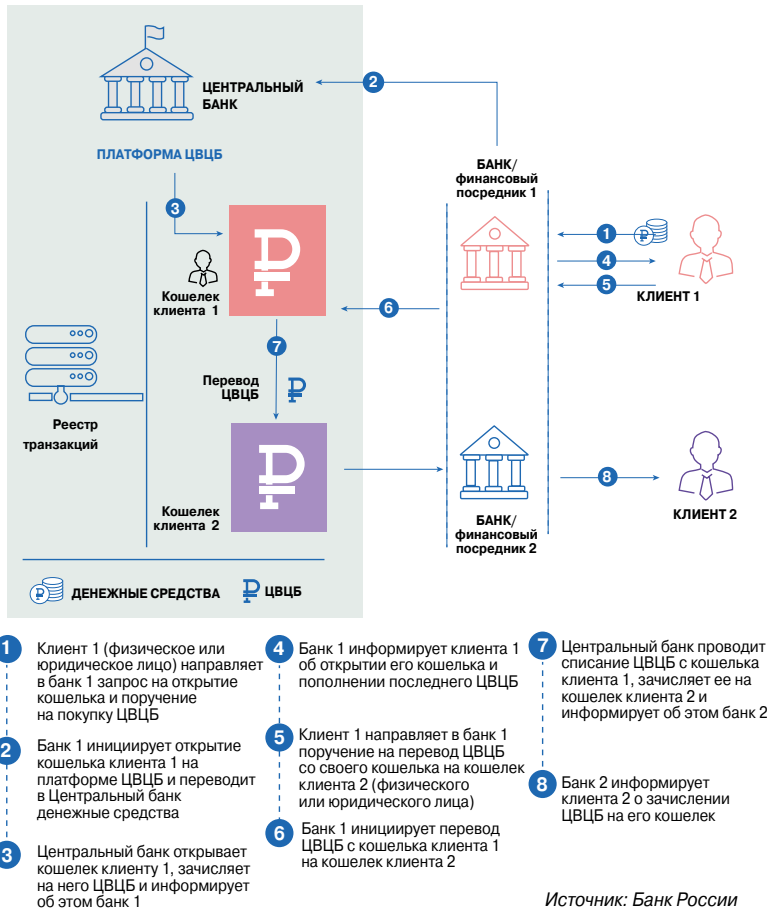 ЦЕНТРАЛЬНЫЙ
БАНК
2
ПЛАТФОРМА ЦВЦБ
БАНК/
финансовый
посредник 1
3
1
4
5
КЛИЕНТ 1
Кошелек
клиента 1
6
7
Перевод
ЦВЦБ
Реестр
транзакций
8
Кошелек
клиента 2
БАНК/
финансовый
посредник 2
КЛИЕНТ 2
ДЕНЕЖНЫЕ СРЕДСТВА
ЦВЦБ
1
Клиент 1 (физическое или
юридическое лицо) направляет
в банк 1 запрос на открытие
кошелька и поручение
на покупку ЦВЦБ
2
Банк 1 инициирует открытие
кошелька клиента 1 на
платформе ЦВЦБ и переводит
в Центральный банк
денежные средства
3
Центральный банк открывает
кошелек клиенту 1, зачисляет
на него ЦВЦБ и информирует
об этом банк 1
4
Банк 1 информирует клиента 1
об открытии его кошелька и
пополнении последнего ЦВЦБ
5
Клиент 1 направляет в банк 1
поручение на перевод ЦВЦБ
со своего кошелька на кошелек
клиента 2 (физического
или юридического лица)
6
Банк 1 инициирует перевод
ЦВЦБ с кошелька клиента 1
на кошелек клиента 2
7
Центральный банк проводит
списание ЦВЦБ с кошелька
клиента 1, зачисляет ее на
кошелек клиента 2 и
информирует об этом банк 2
8
Банк 2 информирует
клиента 2 о зачислении
ЦВЦБ на его кошелек
Источник: Банк России